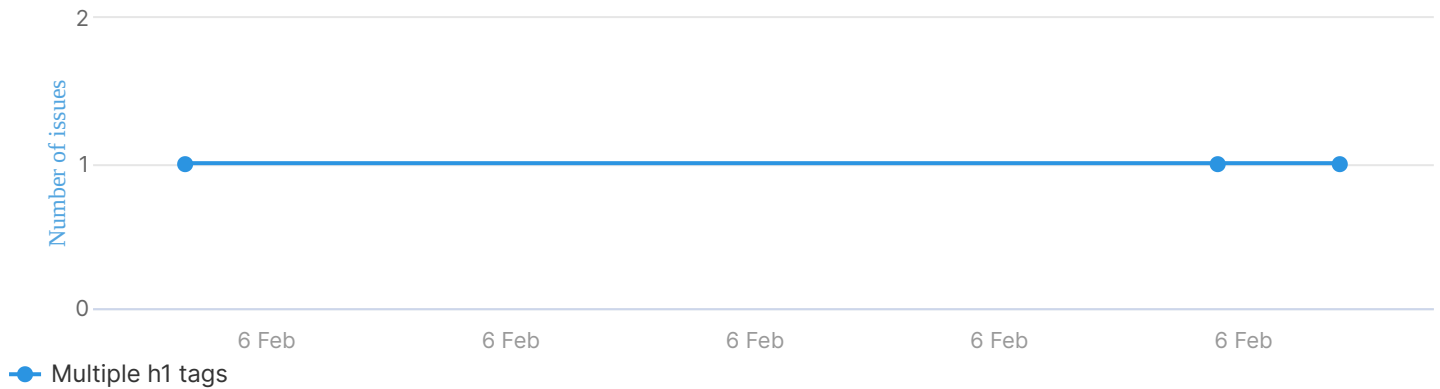 2
Number of issues
1
0
6 Feb 6 Feb 6 Feb 6 Feb 6 Feb
Multiple h1 tags